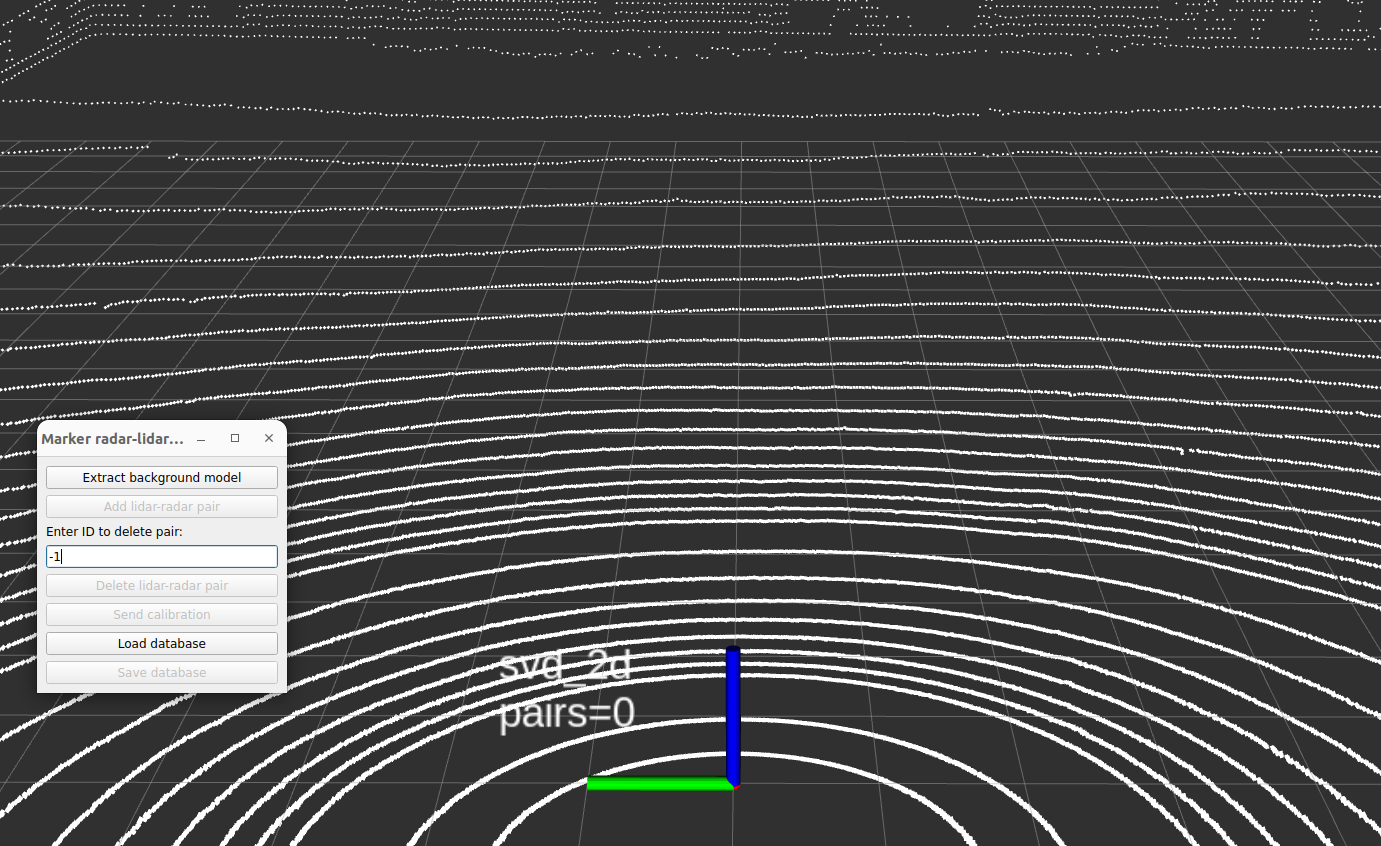 Marker radar-lidar...
Extract background model
Add lidar-radar pair
Enter ID to delete pair:
-1
Delete lidar-radar pair
Send calibration
Load database
Save database
svd_2d
pairs=0